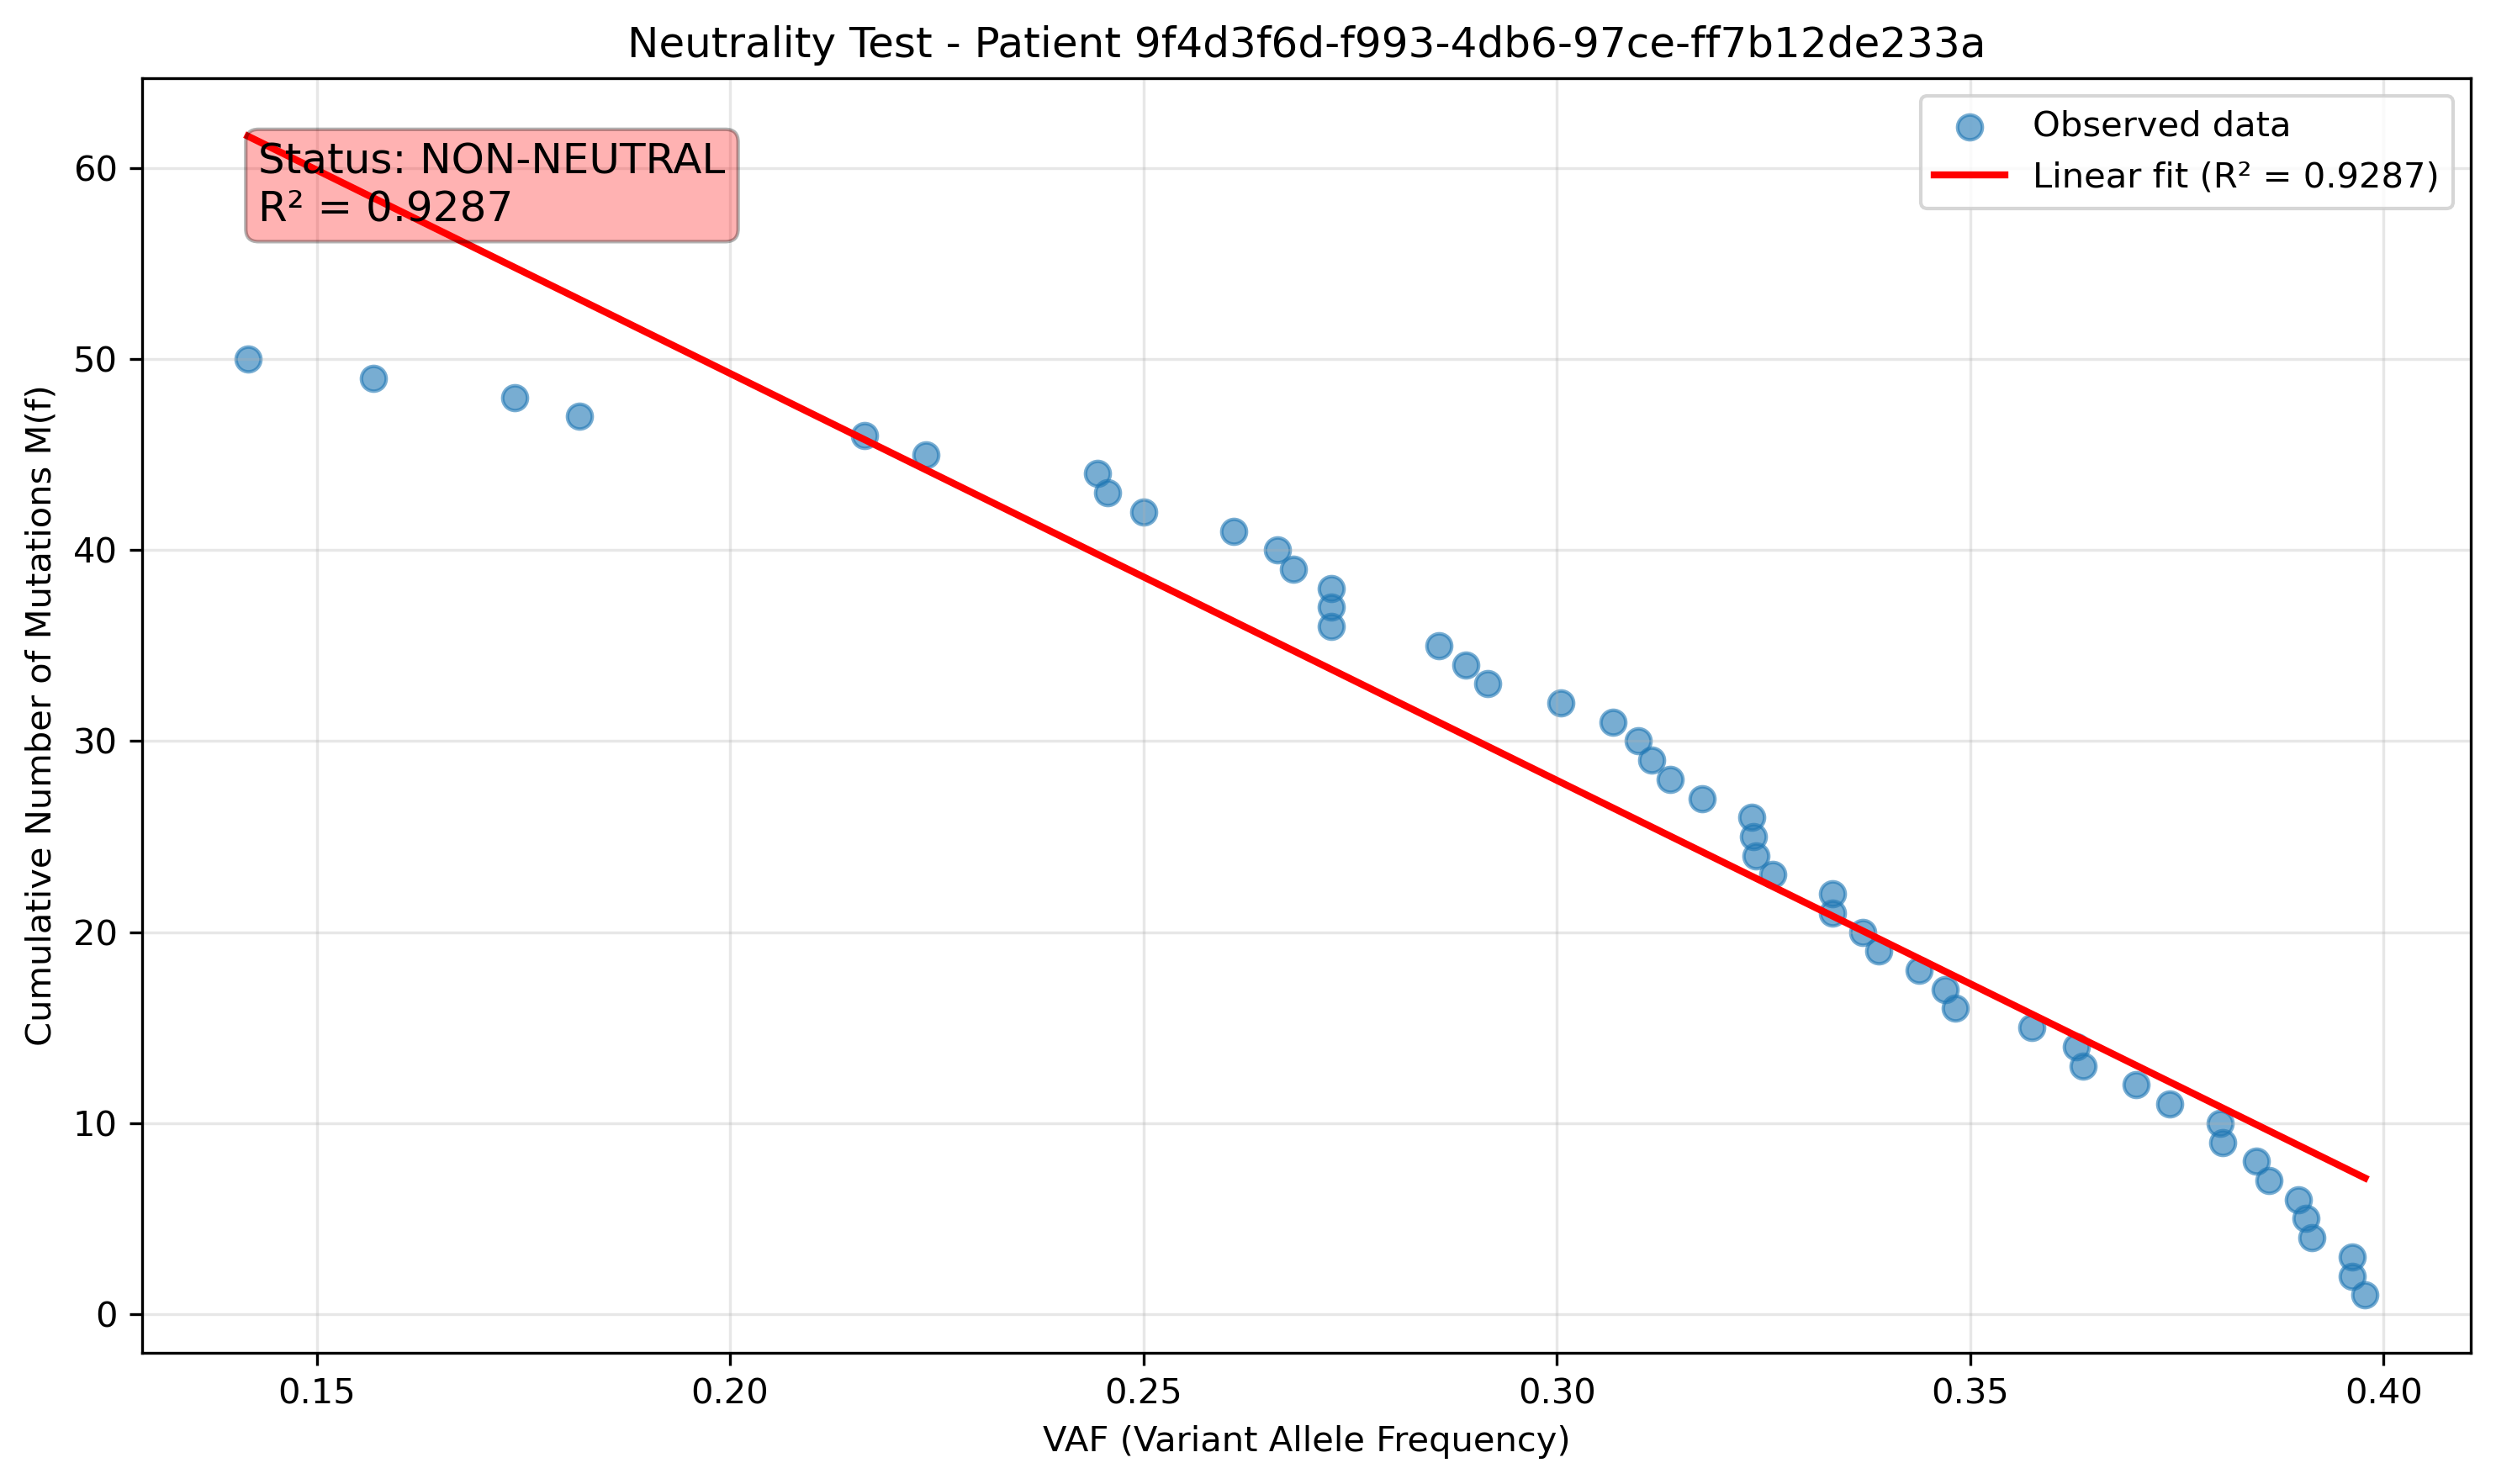 Neutrality Test - Patient 9f4d3f6d-f993-4db6-97ce-ff7b12de233a
Status: NON-NEUTRAL
R² = 0.9287
Observed data
Linear fit (R² = 0.9287)
Cumulative Number of Mutations M(f)
60
50
40
30
20
10
0
0.15
0.20
0.25
0.30
0.35
0.40
VAF (Variant Allele Frequency)